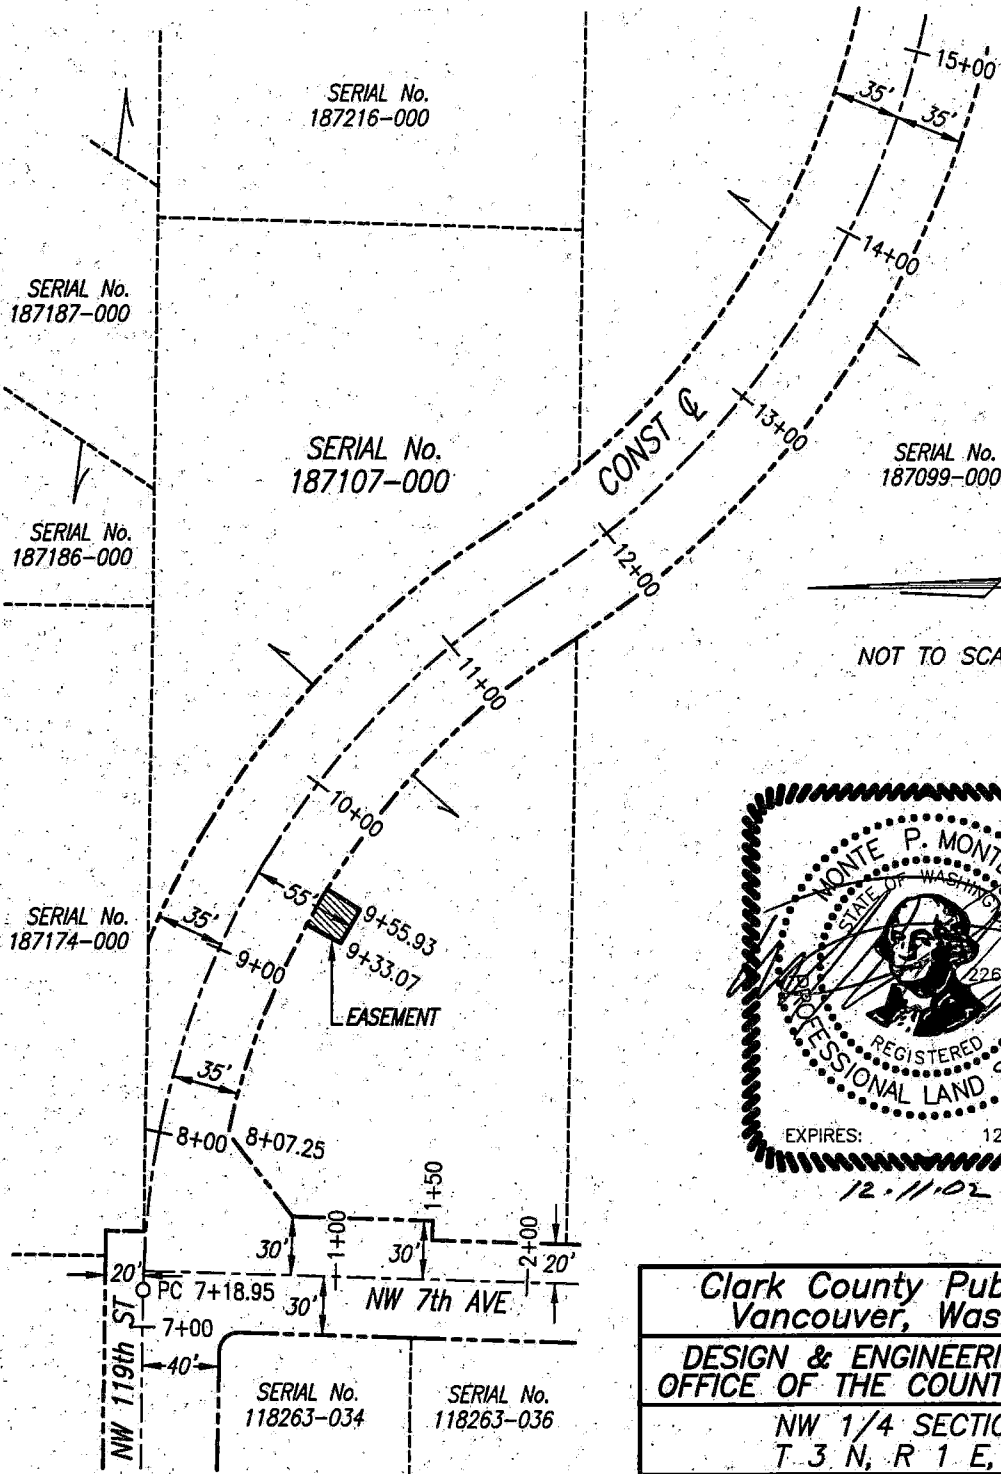 15+00
35'
35'
SERIAL No.
187216-000
14+00
SERIAL No.
187187-000
CONST ℄
13+00
SERIAL No.
187107-000
SERIAL No.
187099-000
SERIAL No.
187186-000
12+00
NOT TO SCA
11+00
10+00
55'
9+55.93
9+33.07
EASEMENT
SERIAL No.
187174-000
35'
9+00
35'
8+00
8+07.25
MONTE P. MONTE
STATE OF WASHING
226
REGISTERED
PROFESSIONAL LAND S
EXPIRES: 12
12.11.02
1+50
1+00
2+00
30'
30'
20'
20'
PC 7+18.95
30'
NW 7th AVE
7+00
40'
NW 119th ST
SERIAL No.
118263-034
SERIAL No.
118263-036
Clark County Pub
Vancouver, Was
DESIGN & ENGINEERI
OFFICE OF THE COUNT
NW 1/4 SECTIO
T 3 N, R 1 E,